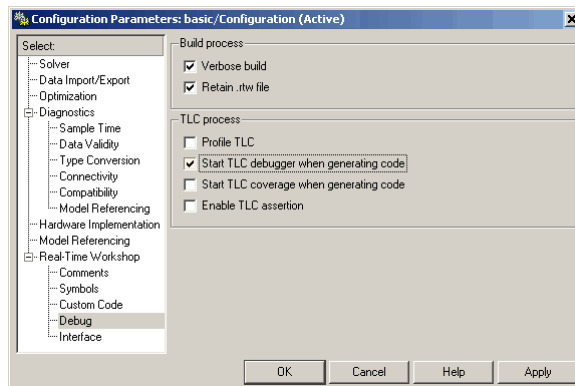 Configuration Parameters: basic/Configuration (Active)
Select:
Solver
Data Import/Export
Optimization
Diagnostics
Sample Time
Data Validity
Type Conversion
Connectivity
Compatibility
Model Referencing
Hardware Implementation
Model Referencing
Real-Time Workshop
Comments
Symbols
Custom Code
Debug
Interface
Build process
Verbose build
Retain .rtw file
TLC process
Profile TLC
Start TLC debugger when generating code
Start TLC coverage when generating code
Enable TLC assertion
OK
Cancel
Help
Apply